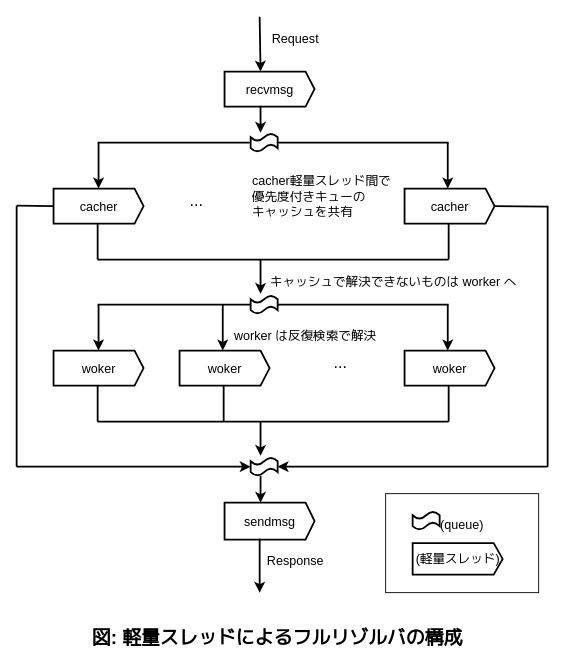 Request
recvmsg
cacher軽量スレッド間で
優先度付きキューの
キャッシュを共有
cacher
...
cacher
キャッシュで解決できないものは worker へ
worker は反復検索で解決
woker
woker
...
woker
sendmsg
Response
(queue)
(軽量スレッド)
図: 軽量スレッドによるフルリゾルバの構成